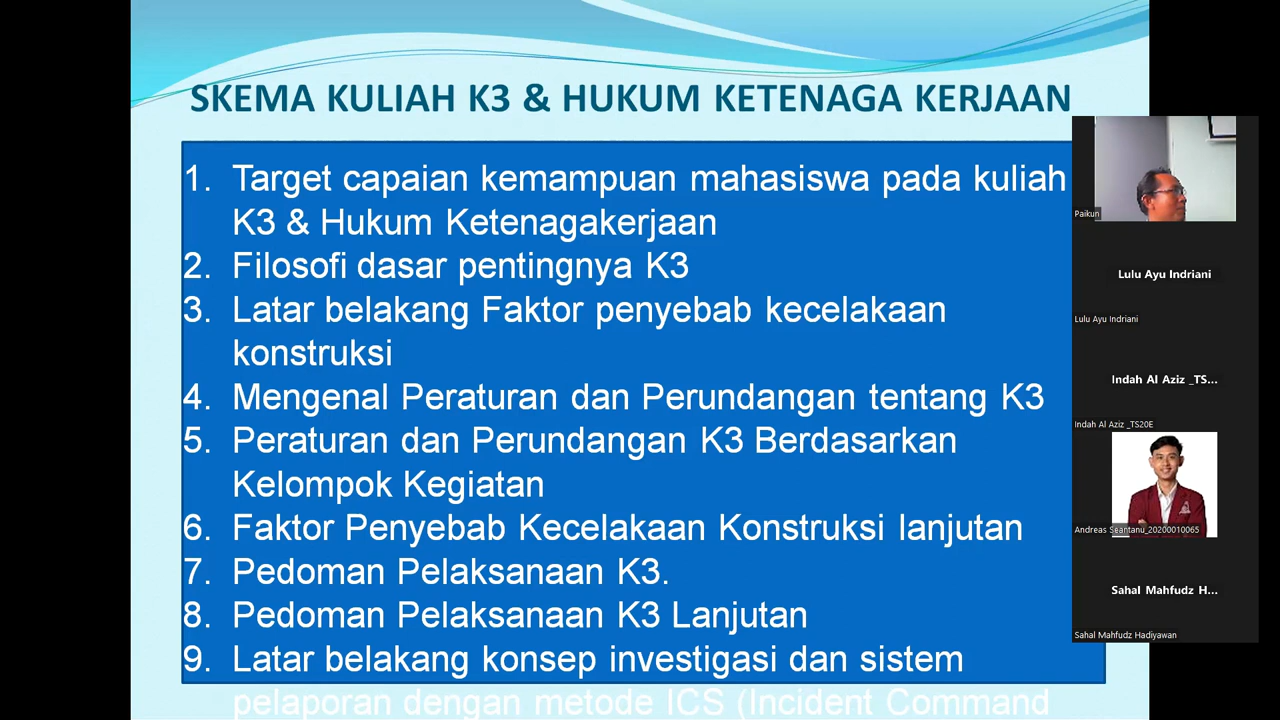 SKEMA KULIAH K3 & HUKUM KETENAGA KERJAAN
1. Target capaian kemampuan mahasiswa pada kuliah
K3 & Hukum Ketenagakerjaan
2. Filosofi dasar pentingnya K3
3. Latar belakang Faktor penyebab kecelakaan
konstruksi
4. Mengenal Peraturan dan Perundangan tentang K3
5. Peraturan dan Perundangan K3 Berdasarkan
Kelompok Kegiatan
6. Faktor Penyebab Kecelakaan Konstruksi lanjutan
7. Pedoman Pelaksanaan K3.
8. Pedoman Pelaksanaan K3 Lanjutan
9. Latar belakang konsep investigasi dan sistem
pelaporan dengan metode ICS (Incident Command
Paikun
Lulu Ayu Indriani
Lulu Ayu Indriani
Indah Al Aziz _TS...
Indah Al Aziz _TS20E
Andreas Seantanu_20200010065
Sahal Mahfudz H...
Sahal Mahfudz Hadiyawan